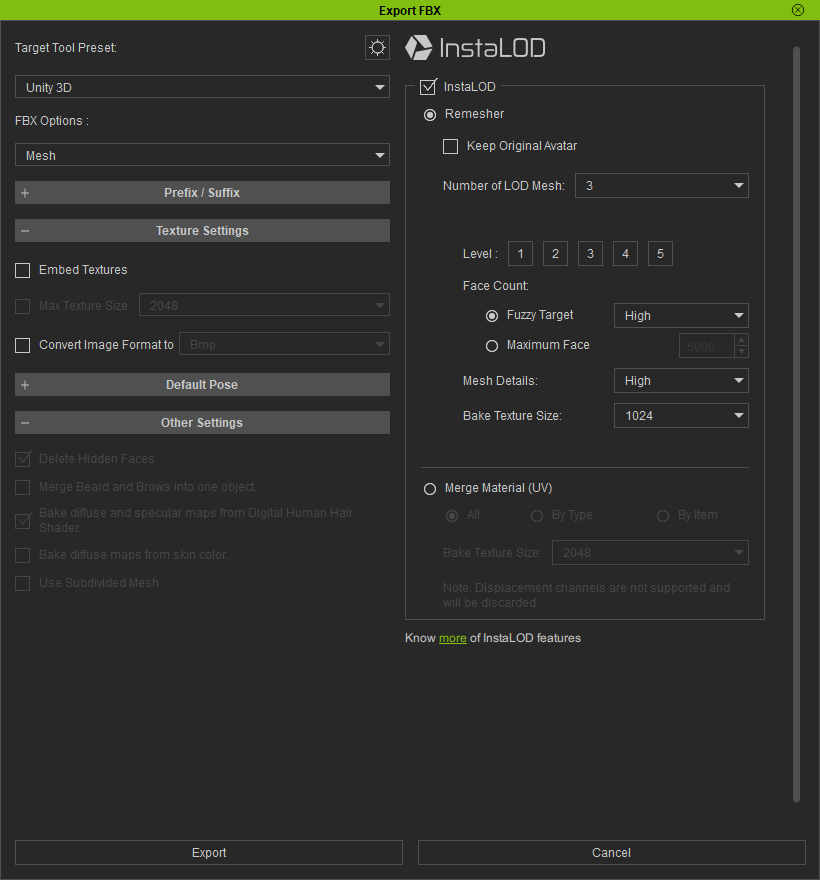 Export FBX
Target Tool Preset:
Unity 3D
FBX Options :
Mesh
+ Prefix / Suffix
− Texture Settings
Embed Textures
Max Texture Size : 2048
Convert Image Format to Bmp
+ Default Pose
− Other Settings
Delete Hidden Faces
Merge Beard and Brows into one object.
Bake diffuse and specular maps from Digital Human Hair
Shader.
Bake diffuse maps from skin color.
Use Subdivided Mesh
InstaLOD
InstaLOD
Remesher
Keep Original Avatar
Number of LOD Mesh: 3
Level : 1 2 3 4 5
Face Count:
Fuzzy Target High
Maximum Face 5000
Mesh Details: High
Bake Texture Size: 1024
Merge Material (UV)
All By Type By Item
Bake Texture Size: 2048
Note: Displacement channels are not supported and
will be discarded.
Know more of InstaLOD features
Export Cancel